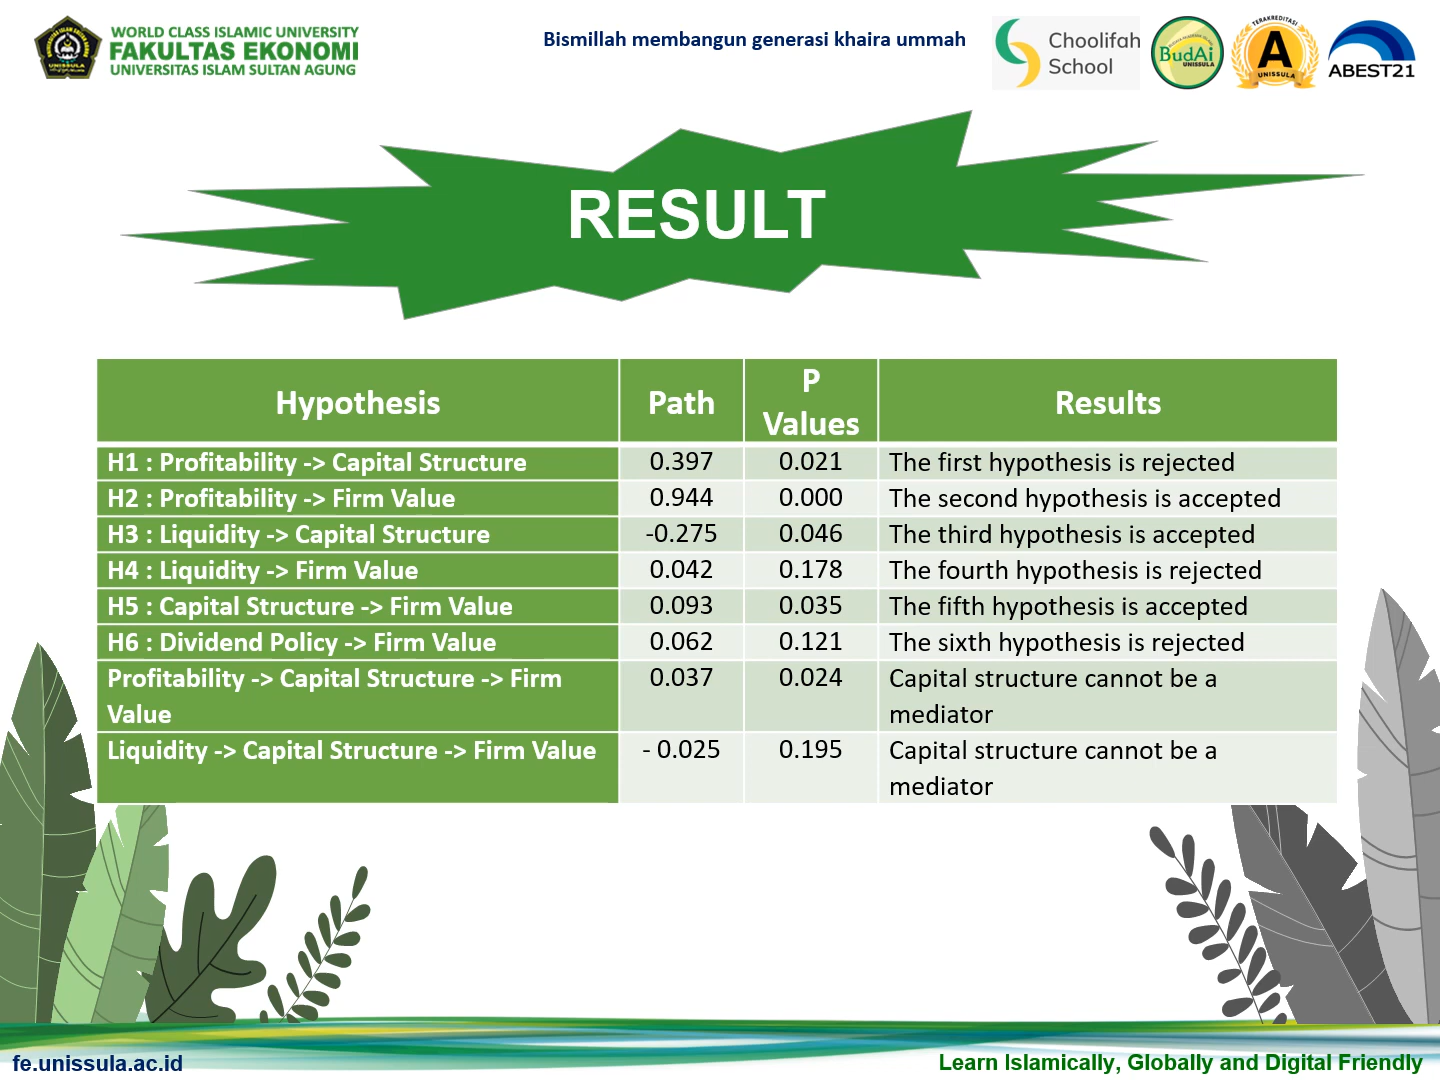 WORLD CLASS ISLAMIC UNIVERSITY
FAKULTAS EKONOMI
UNIVERSITAS ISLAM SULTAN AGUNG
UNISSULA
Bismillah membangun generasi khaira ummah
Choolifah
School
BudAi
UNISSULA
TERAKREDITASI
A
UNISSULA
ABEST21
RESULT
Hypothesis Path P Values Results
H1 : Profitability -> Capital Structure 0.397 0.021 The first hypothesis is rejected
H2 : Profitability -> Firm Value 0.944 0.000 The second hypothesis is accepted
H3 : Liquidity -> Capital Structure -0.275 0.046 The third hypothesis is accepted
H4 : Liquidity -> Firm Value 0.042 0.178 The fourth hypothesis is rejected
H5 : Capital Structure -> Firm Value 0.093 0.035 The fifth hypothesis is accepted
H6 : Dividend Policy -> Firm Value 0.062 0.121 The sixth hypothesis is rejected
Profitability -> Capital Structure -> Firm 0.037 0.024 Capital structure cannot be a
Value mediator
Liquidity -> Capital Structure -> Firm Value - 0.025 0.195 Capital structure cannot be a
mediator
fe.unissula.ac.id
Learn Islamically, Globally and Digital Friendly